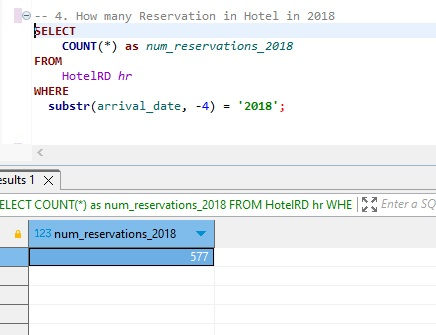 -- 4. How many Reservation in Hotel in 2018
SELECT
COUNT(*) as num_reservations_2018
FROM
HotelRD hr
WHERE
substr(arrival_date, -4) = '2018';
esults 1
ELECT COUNT(*) as num_reservations_2018 FROM HotelRD hr WHE
Enter a SQ
123 num_reservations_2018
577